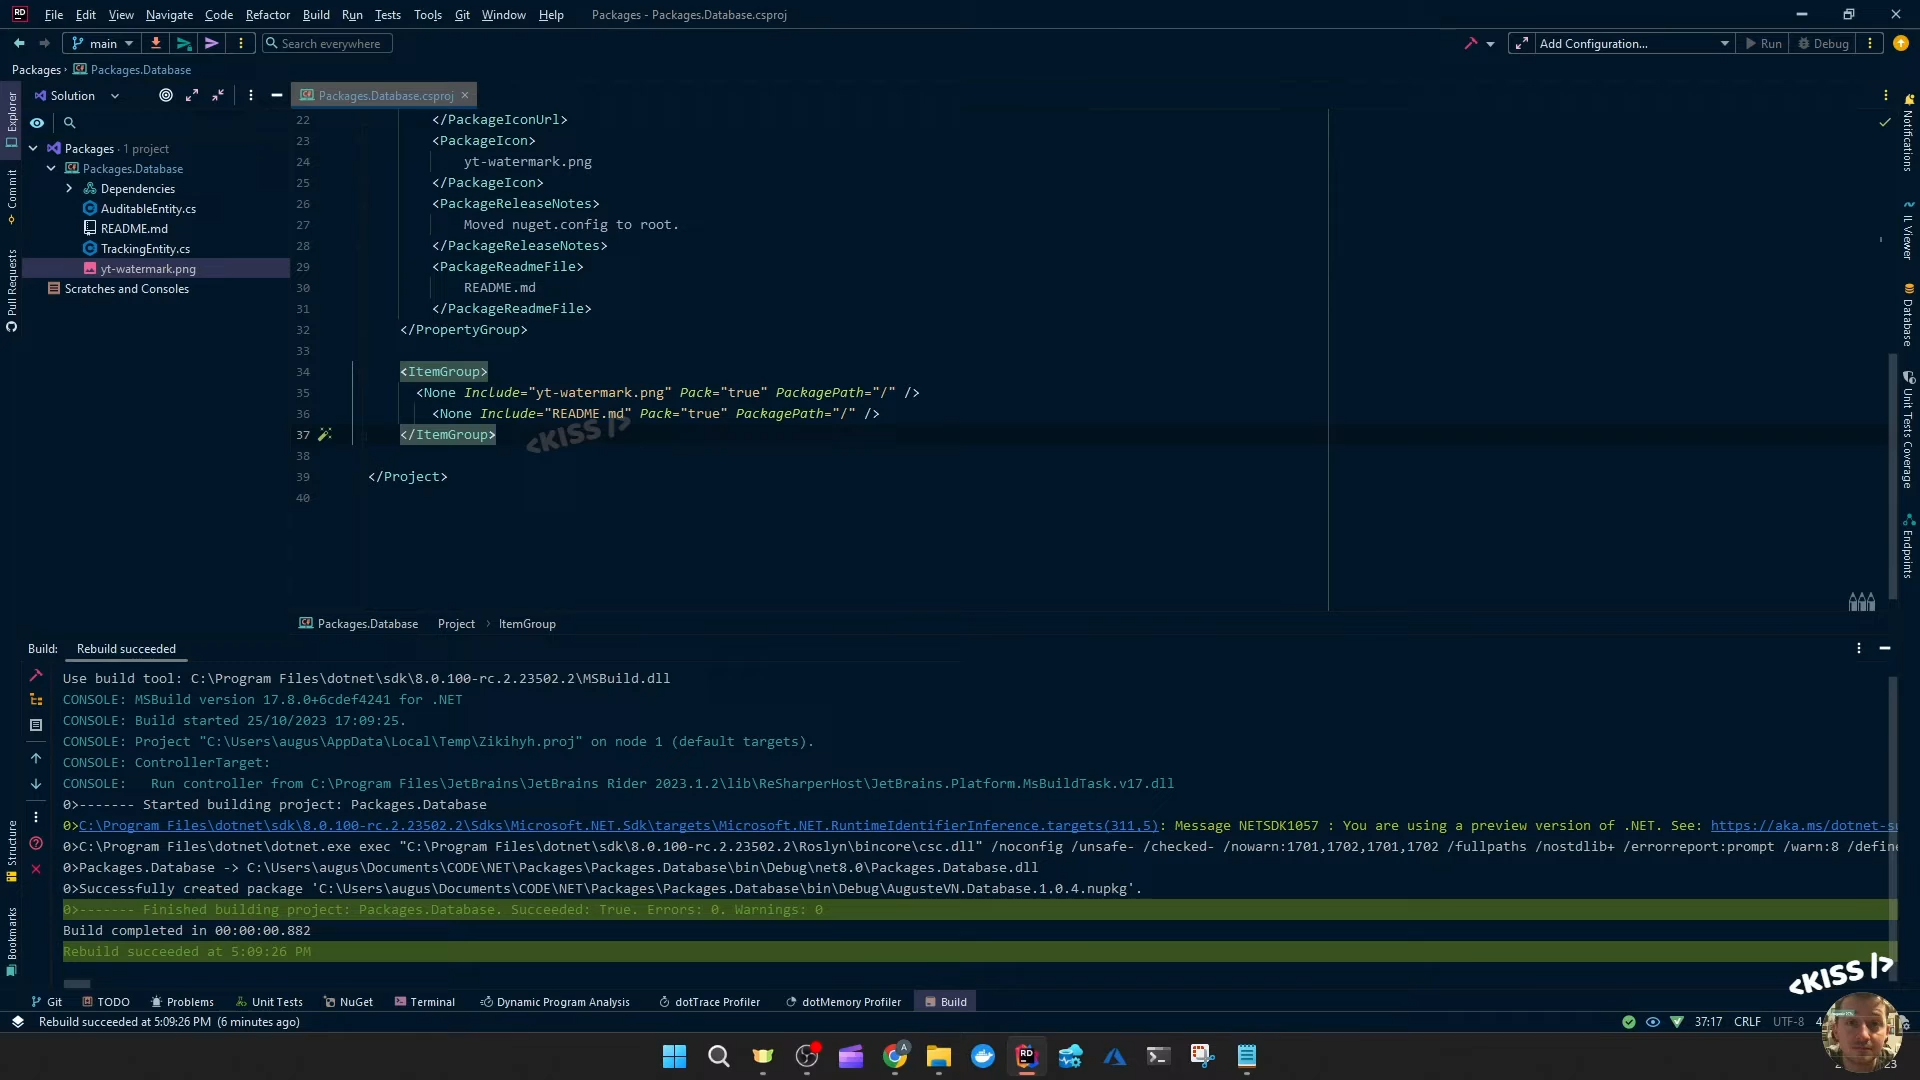 File Edit View Navigate Code Refactor Build Run Tests Tools Git Window Help Packages - Packages.Database.csproj
main Search everywhere Add Configuration... Run Debug
Packages › Packages.Database
Solution Packages.Database.csproj
Explorer
Commit
Pull Requests
Structure
Bookmarks
Packages · 1 project
Packages.Database
Dependencies
AuditableEntity.cs
README.md
TrackingEntity.cs
yt-watermark.png
Scratches and Consoles
22 </PackageIconUrl>
23 <PackageIcon>
24 yt-watermark.png
25 </PackageIcon>
26 <PackageReleaseNotes>
27 Moved nuget.config to root.
28 </PackageReleaseNotes>
29 <PackageReadmeFile>
30 README.md
31 </PackageReadmeFile>
32 </PropertyGroup>
33
34 <ItemGroup>
35 <None Include="yt-watermark.png" Pack="true" PackagePath="/" />
36 <None Include="README.md" Pack="true" PackagePath="/" />
37 </ItemGroup>
<KISS />
38
39 </Project>
40
Notifications
IL Viewer
Database
Unit Tests Coverage
Endpoints
Packages.Database Project › ItemGroup
Build: Rebuild succeeded
Use build tool: C:\Program Files\dotnet\sdk\8.0.100-rc.2.23502.2\MSBuild.dll
CONSOLE: MSBuild version 17.8.0+6cdef4241 for .NET
CONSOLE: Build started 25/10/2023 17:09:25.
CONSOLE: Project "C:\Users\augus\AppData\Local\Temp\Zikihyh.proj" on node 1 (default targets).
CONSOLE: ControllerTarget:
CONSOLE:   Run controller from C:\Program Files\JetBrains\JetBrains Rider 2023.1.2\lib\ReSharperHost\JetBrains.Platform.MsBuildTask.v17.dll
0>------- Started building project: Packages.Database
0>C:\Program Files\dotnet\sdk\8.0.100-rc.2.23502.2\Sdks\Microsoft.NET.Sdk\targets\Microsoft.NET.RuntimeIdentifierInference.targets(311,5): Message NETSDK1057 : You are using a preview version of .NET. See: https://aka.ms/dotnet-su
0>C:\Program Files\dotnet\dotnet.exe exec "C:\Program Files\dotnet\sdk\8.0.100-rc.2.23502.2\Roslyn\bincore\csc.dll" /noconfig /unsafe- /checked- /nowarn:1701,1702,1701,1702 /fullpaths /nostdlib+ /errorreport:prompt /warn:8 /define
0>Packages.Database -> C:\Users\augus\Documents\CODE\NET\Packages\Packages.Database\bin\Debug\net8.0\Packages.Database.dll
0>Successfully created package 'C:\Users\augus\Documents\CODE\NET\Packages\Packages.Database\bin\Debug\AugusteVN.Database.1.0.4.nupkg'.
0>------- Finished building project: Packages.Database. Succeeded: True. Errors: 0. Warnings: 0
Build completed in 00:00:00.882
Rebuild succeeded at 5:09:26 PM
<KISS />
Git TODO Problems Unit Tests NuGet Terminal Dynamic Program Analysis dotTrace Profiler dotMemory Profiler Build
Rebuild succeeded at 5:09:26 PM (6 minutes ago) 37:17 CRLF UTF-8